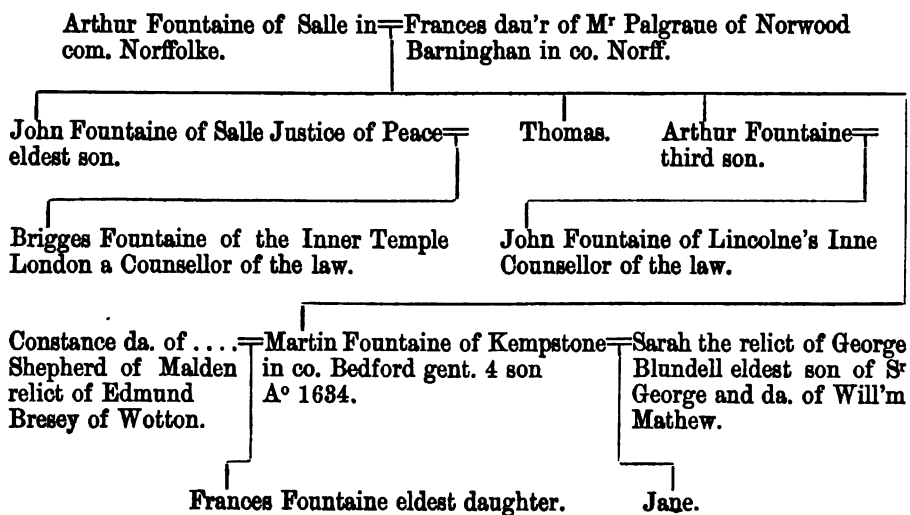 Arthur Fountaine of Salle in=Frances dau'r of Mr Palgraue of Norwood
com. Norffolke. Barninghan in co. Norff.
John Fountaine of Salle Justice of Peace= Thomas. Arthur Fountaine=
eldest son. third son.
Brigges Fountaine of the Inner Temple John Fountaine of Lincolne's Inne
London a Counsellor of the law. Counsellor of the law.
Constance da. of ....=Martin Fountaine of Kempstone=Sarah the relict of George
Shepherd of Malden in co. Bedford gent. 4 son Blundell eldest son of Sr
relict of Edmund Ao 1634. George and da. of Will'm
Bresey of Wotton. Mathew.
Frances Fountaine eldest daughter. Jane.